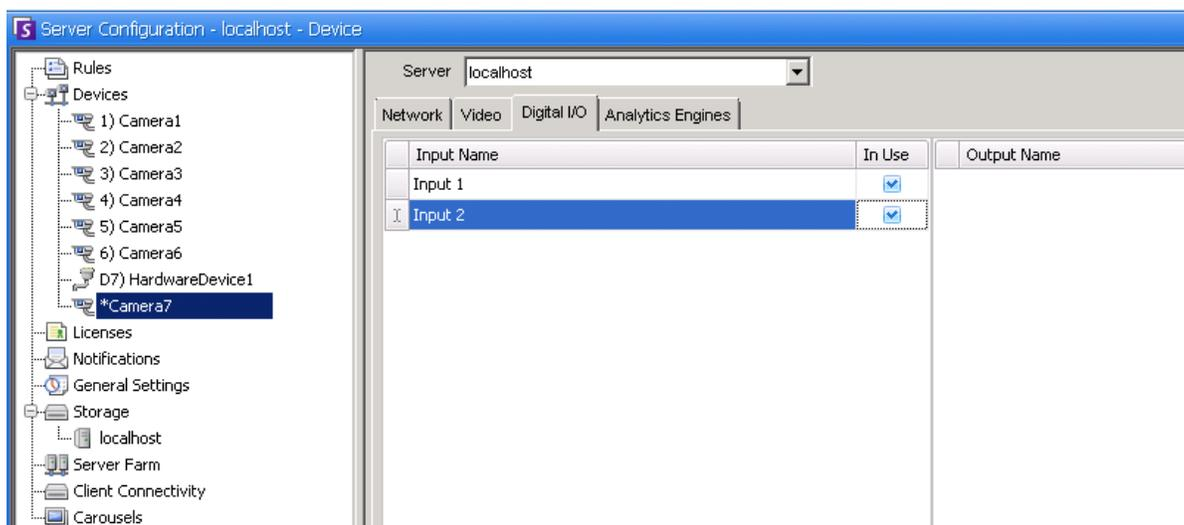 Server Configuration - localhost - Device
Rules
Devices
1) Camera1
2) Camera2
3) Camera3
4) Camera4
5) Camera5
6) Camera6
D7) HardwareDevice1
*Camera7
Licenses
Notifications
General Settings
Storage
localhost
Server Farm
Client Connectivity
Carousels
Server localhost
Network Video Digital I/O Analytics Engines
Input Name In Use Output Name
Input 1
Input 2